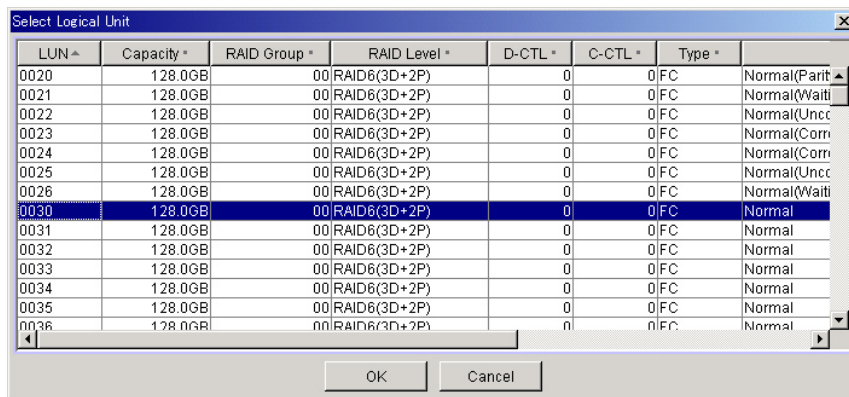 Select Logical Unit
LUN Capacity RAID Group RAID Level D-CTL C-CTL Type
0020 128.0GB 00 RAID6(3D+2P) 0 0 FC Normal(Parit
0021 128.0GB 00 RAID6(3D+2P) 0 0 FC Normal(Waiti
0022 128.0GB 00 RAID6(3D+2P) 0 0 FC Normal(Unco
0023 128.0GB 00 RAID6(3D+2P) 0 0 FC Normal(Corre
0024 128.0GB 00 RAID6(3D+2P) 0 0 FC Normal(Corre
0025 128.0GB 00 RAID6(3D+2P) 0 0 FC Normal(Unco
0026 128.0GB 00 RAID6(3D+2P) 0 0 FC Normal(Waiti
0030 128.0GB 00 RAID6(3D+2P) 0 0 FC Normal
0031 128.0GB 00 RAID6(3D+2P) 0 0 FC Normal
0032 128.0GB 00 RAID6(3D+2P) 0 0 FC Normal
0033 128.0GB 00 RAID6(3D+2P) 0 0 FC Normal
0034 128.0GB 00 RAID6(3D+2P) 0 0 FC Normal
0035 128.0GB 00 RAID6(3D+2P) 0 0 FC Normal
0036 128.0GB 00 RAID6(3D+2P) 0 0 FC Normal
OK Cancel